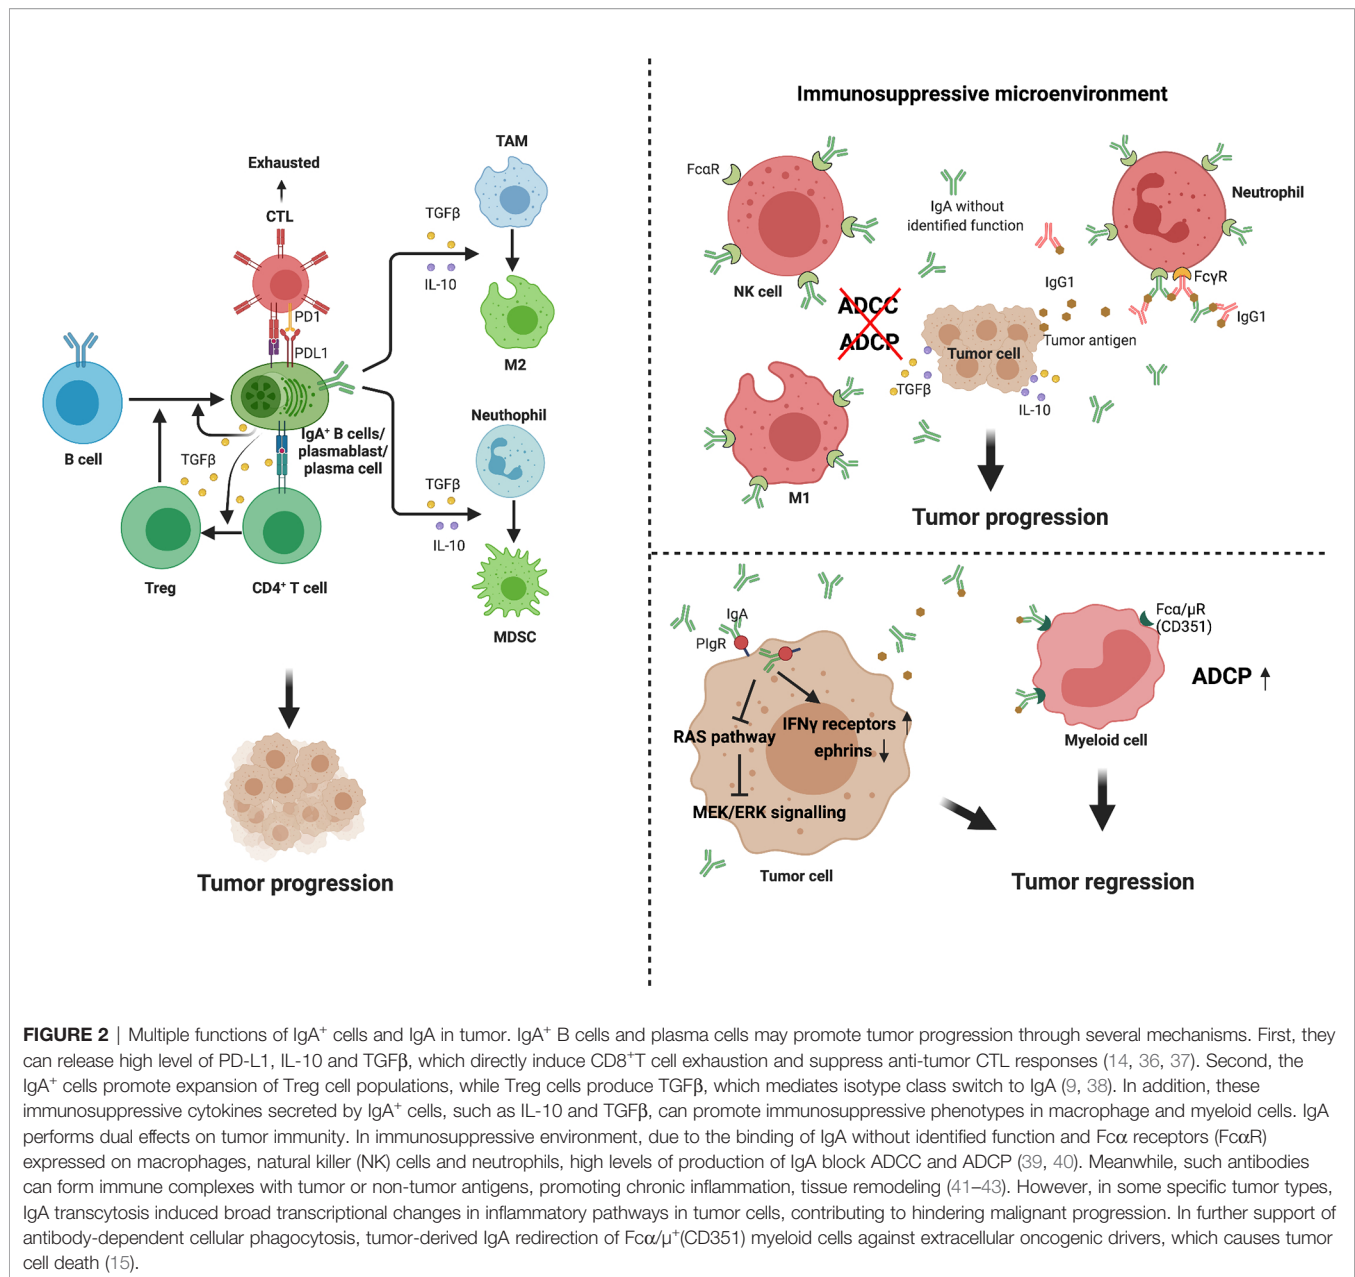 Exhausted
CTL
PD1
PDL1
B cell
TGFβ
IgA⁺ B cells/
plasmablast/
plasma cell
Treg
CD4⁺ T cell
TAM
TGFβ
IL-10
M2
Neuthophil
TGFβ
IL-10
MDSC
Tumor progression
Immunosuppressive microenvironment
FcαR
NK cell
IgA without
identified function
Neutrophil
IgG1
FcγR
IgG1
ADCC
ADCP
Tumor cell
Tumor antigen
TGFβ
IL-10
M1
Tumor progression
IgA
PIgR
RAS pathway
IFNγ receptors
ephrins
MEK/ERK signalling
Tumor cell
Fcα/μR
(CD351)
ADCP
Myeloid cell
Tumor regression
FIGURE 2 | Multiple functions of IgA⁺ cells and IgA in tumor. IgA⁺ B cells and plasma cells may promote tumor progression through several mechanisms. First, they
can release high level of PD-L1, IL-10 and TGFβ, which directly induce CD8⁺T cell exhaustion and suppress anti-tumor CTL responses (14, 36, 37). Second, the
IgA⁺ cells promote expansion of Treg cell populations, while Treg cells produce TGFβ, which mediates isotype class switch to IgA (9, 38). In addition, these
immunosuppressive cytokines secreted by IgA⁺ cells, such as IL-10 and TGFβ, can promote immunosuppressive phenotypes in macrophage and myeloid cells. IgA
performs dual effects on tumor immunity. In immunosuppressive environment, due to the binding of IgA without identified function and Fcα receptors (FcαR)
expressed on macrophages, natural killer (NK) cells and neutrophils, high levels of production of IgA block ADCC and ADCP (39, 40). Meanwhile, such antibodies
can form immune complexes with tumor or non-tumor antigens, promoting chronic inflammation, tissue remodeling (41–43). However, in some specific tumor types,
IgA transcytosis induced broad transcriptional changes in inflammatory pathways in tumor cells, contributing to hindering malignant progression. In further support of
antibody-dependent cellular phagocytosis, tumor-derived IgA redirection of Fcα/μ⁺(CD351) myeloid cells against extracellular oncogenic drivers, which causes tumor
cell death (15).